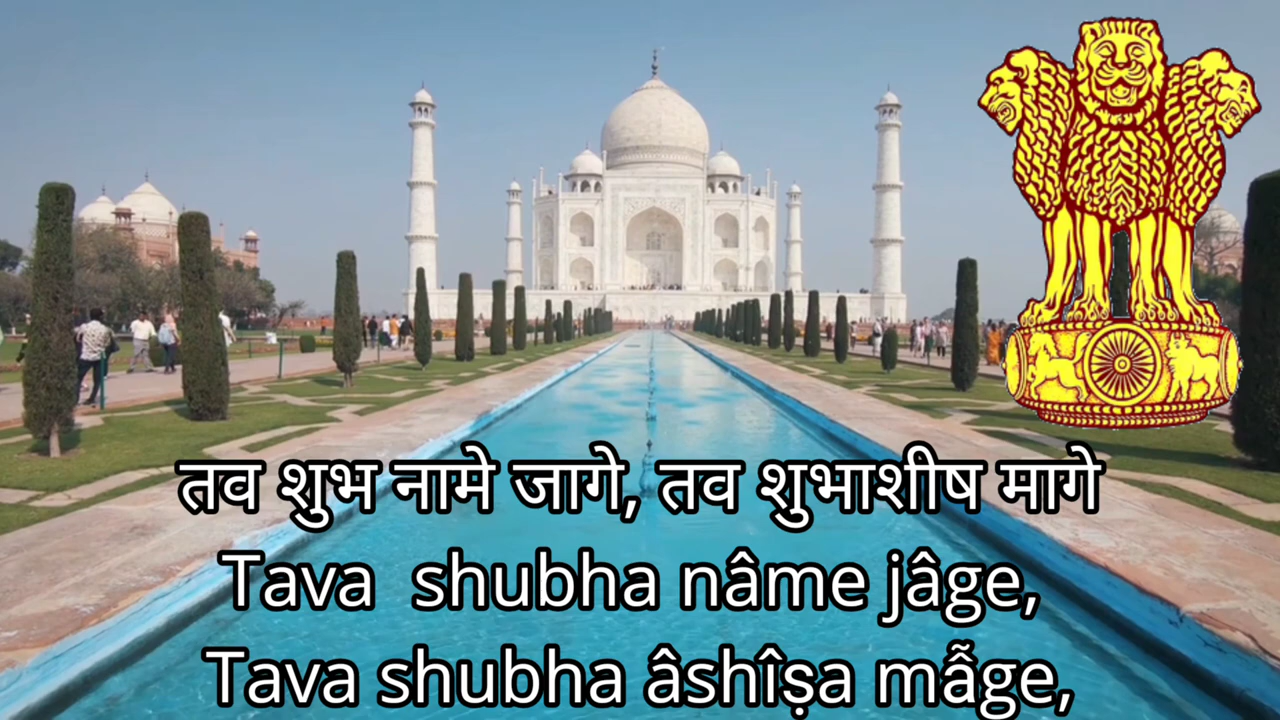 तव शुभ नामे जागे, तव शुभाशीष मागे
Tava shubha nâme jâge,
Tava shubha âshîṣa mẫge,